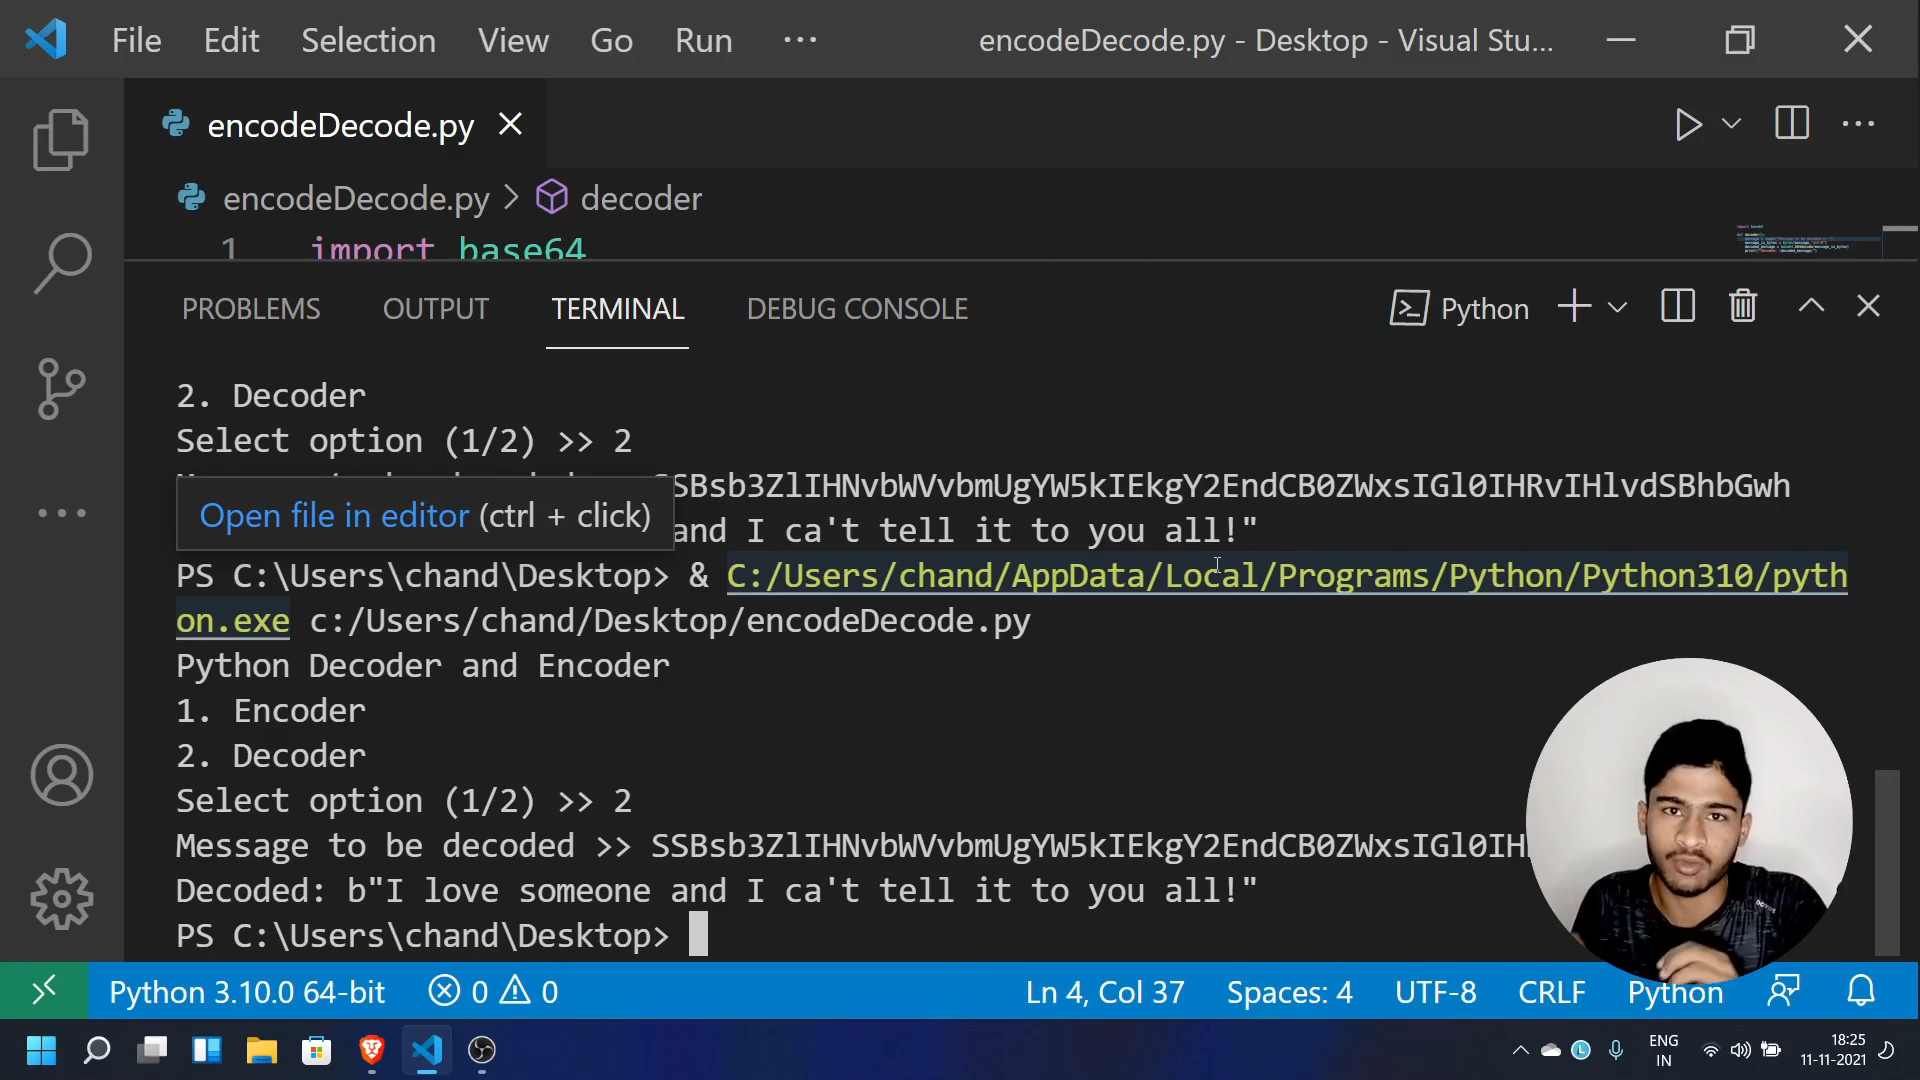 File Edit Selection View Go Run ··· encodeDecode.py - Desktop - Visual Stu...
encodeDecode.py
encodeDecode.py > decoder
1 import base64
PROBLEMS OUTPUT TERMINAL DEBUG CONSOLE Python
2. Decoder
Select option (1/2) >> 2
SSBsb3ZlIHNvbWVvbmUgYW5kIEkgY2EndCB0ZWxsIGl0IHRvIHlvdSBhbGwh
Open file in editor (ctrl + click)
and I ca't tell it to you all!"
PS C:\Users\chand\Desktop> & C:/Users/chand/AppData/Local/Programs/Python/Python310/pyth
on.exe c:/Users/chand/Desktop/encodeDecode.py
Python Decoder and Encoder
1. Encoder
2. Decoder
Select option (1/2) >> 2
Message to be decoded >> SSBsb3ZlIHNvbWVvbmUgYW5kIEkgY2EndCB0ZWxsIGl0IH
Decoded: b"I love someone and I ca't tell it to you all!"
PS C:\Users\chand\Desktop>
Python 3.10.0 64-bit 0 0 Ln 4, Col 37 Spaces: 4 UTF-8 CRLF Python
ENG 18:25
IN 11-11-2021